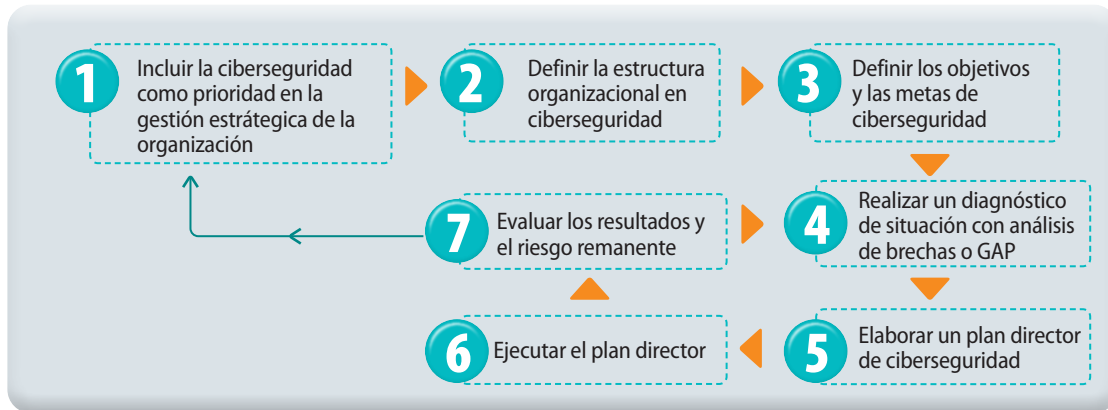 1
Incluir la ciberseguridad
como prioridad en la
gestión estrátegica de la
organización
2
Definir la estructura
organizacional en
ciberseguridad
3
Definir los objetivos
y las metas de
ciberseguridad
4
Realizar un diagnóstico
de situación con análisis
de brechas o GAP
5
Elaborar un plan director
de ciberseguridad
6
Ejecutar el plan director
7
Evaluar los resultados y
el riesgo remanente